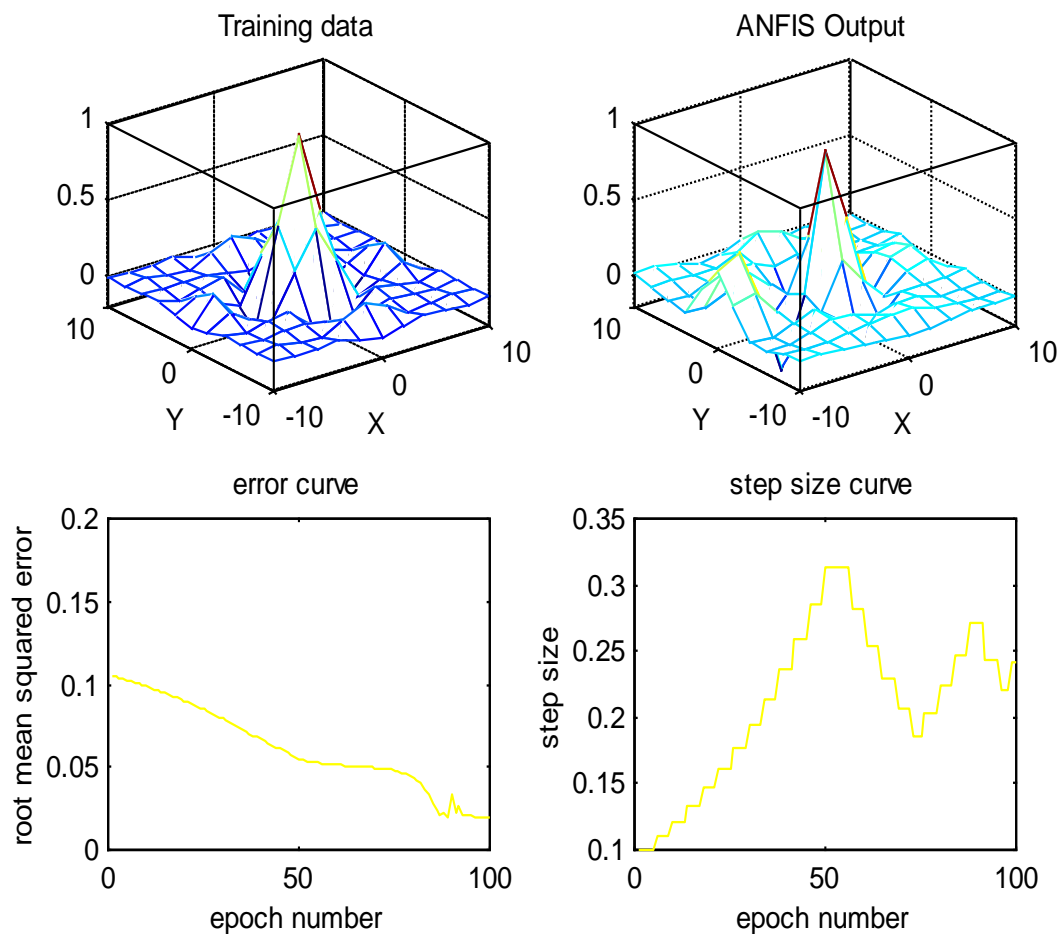 Training data
ANFIS Output
1
0.5
0
10
0
-10
Y
-10
0
10
X
1
0.5
0
10
0
-10
Y
-10
0
10
X
error curve
0.2
0.15
0.1
0.05
0
0
50
100
root mean squared error
epoch number
step size curve
0.35
0.3
0.25
0.2
0.15
0.1
0
50
100
step size
epoch number